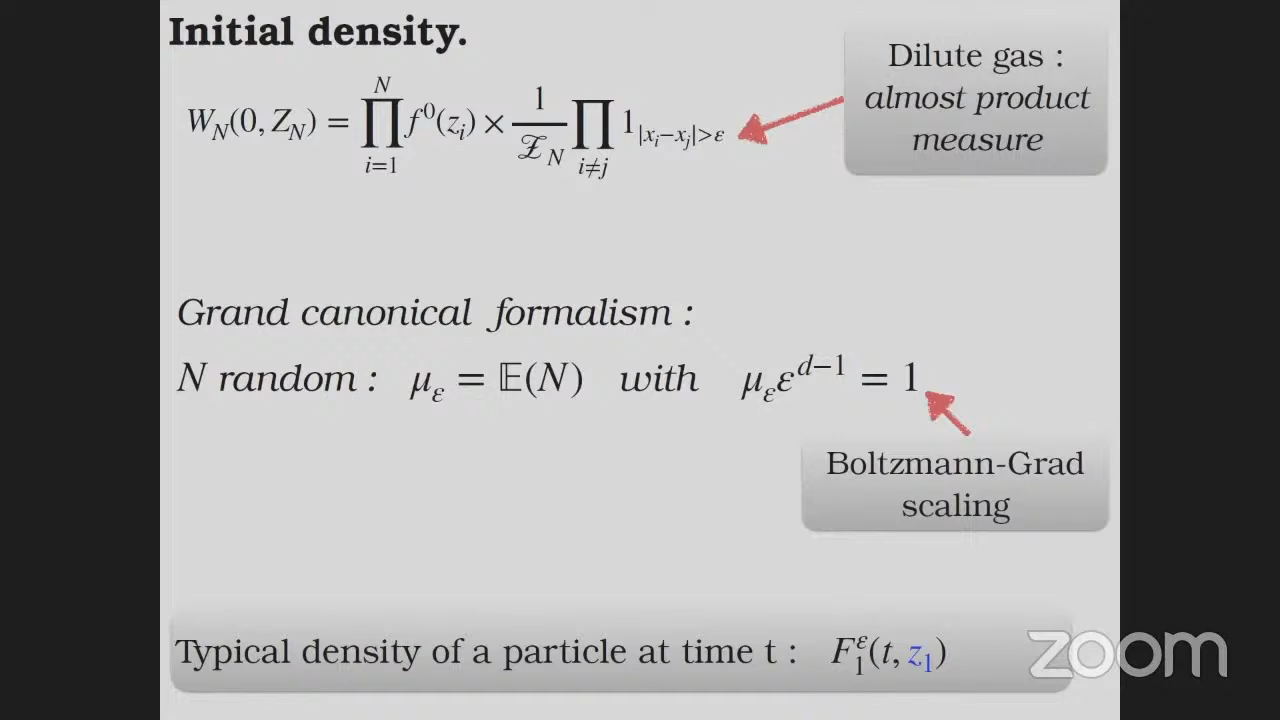 Initial density.
W_N(0, Z_N) = ∏_{i=1}^{N} f^0(z_i) × \frac{1}{𝒵_N} ∏_{i≠j} 1_{|x_i−x_j|>ε}
Dilute gas :
almost product
measure
Grand canonical formalism :
N random : μ_ε = 𝔼(N) with μ_ε ε^{d−1} = 1
Boltzmann-Grad
scaling
Typical density of a particle at time t : F_1^ε(t, z_1)
zoom